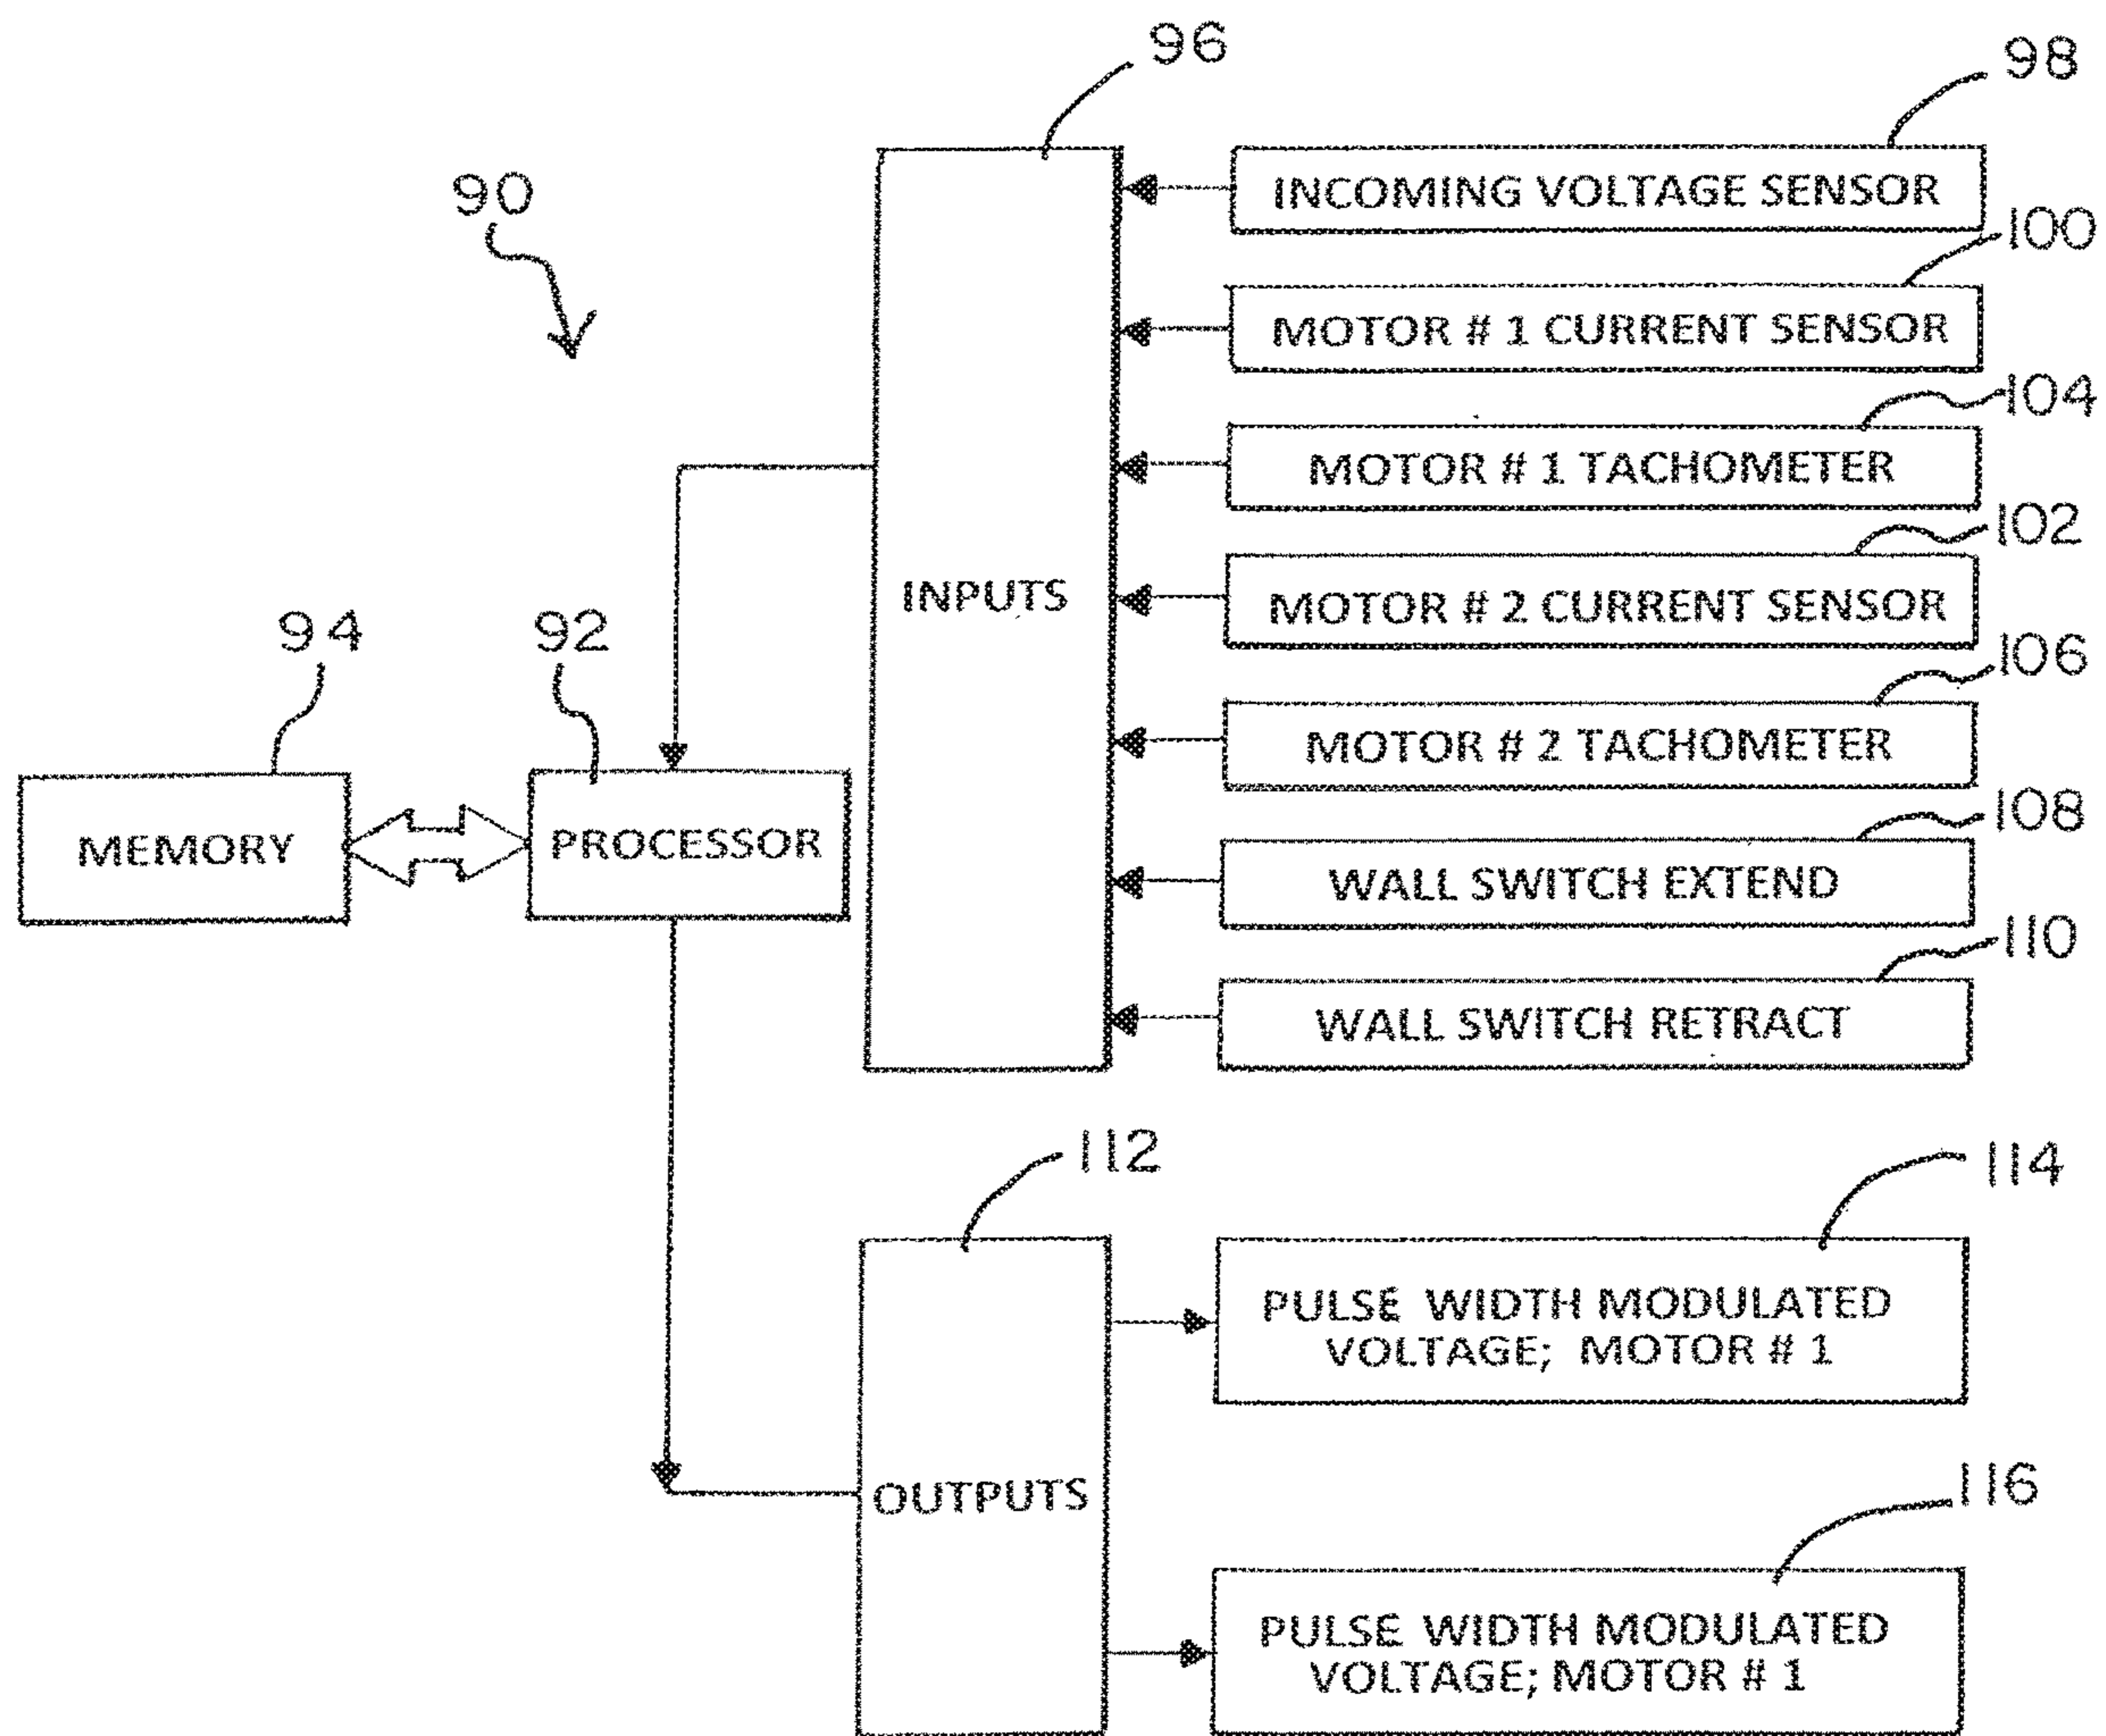 96
98
90
INCOMING VOLTAGE SENSOR
100
MOTOR # 1 CURRENT SENSOR
104
MOTOR # 1 TACHOMETER
102
INPUTS
MOTOR # 2 CURRENT SENSOR
94
92
106
MOTOR # 2 TACHOMETER
108
MEMORY
PROCESSOR
WALL SWITCH EXTEND
110
WALL SWITCH RETRACT
112
114
PULSE WIDTH MODULATED
VOLTAGE; MOTOR # 1
OUTPUTS
116
PULSE WIDTH MODULATED
VOLTAGE; MOTOR # 1